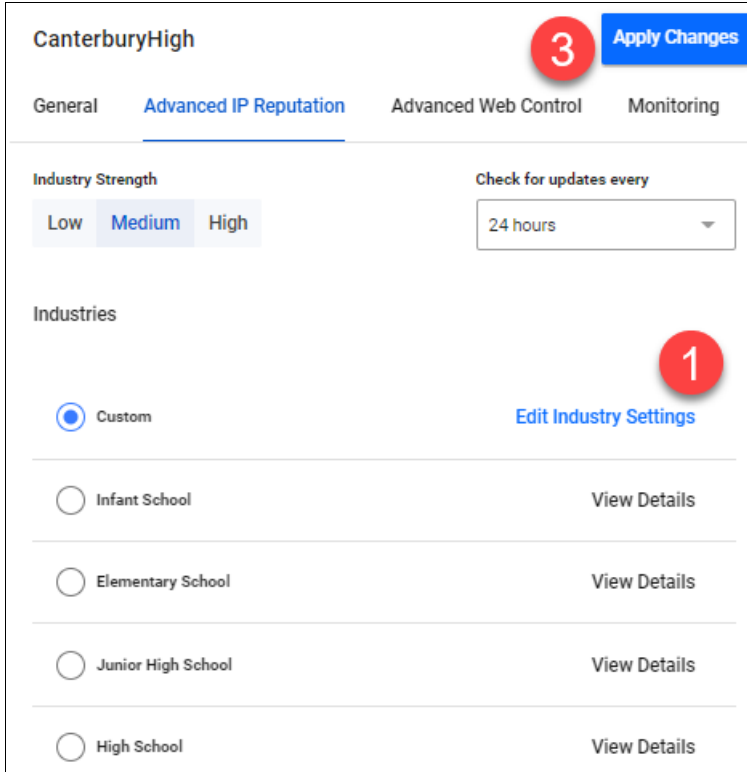 CanterburyHigh
3
Apply Changes
General Advanced IP Reputation Advanced Web Control Monitoring
Industry Strength
Check for updates every
Low Medium High
24 hours
Industries
1
Custom
Edit Industry Settings
Infant School
View Details
Elementary School
View Details
Junior High School
View Details
High School
View Details